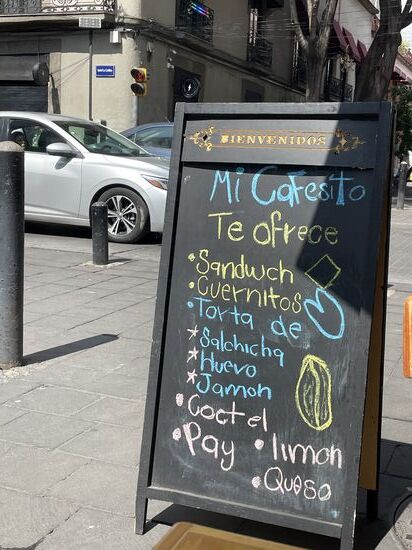 BIENVENIDOS
Mi Cafesito
Te ofrece
• Sandwch
• Cuernitos
• Torta de
* Salchicha
* Huevo
* Jamon
• Coctel
• Pay • limon
• Queso